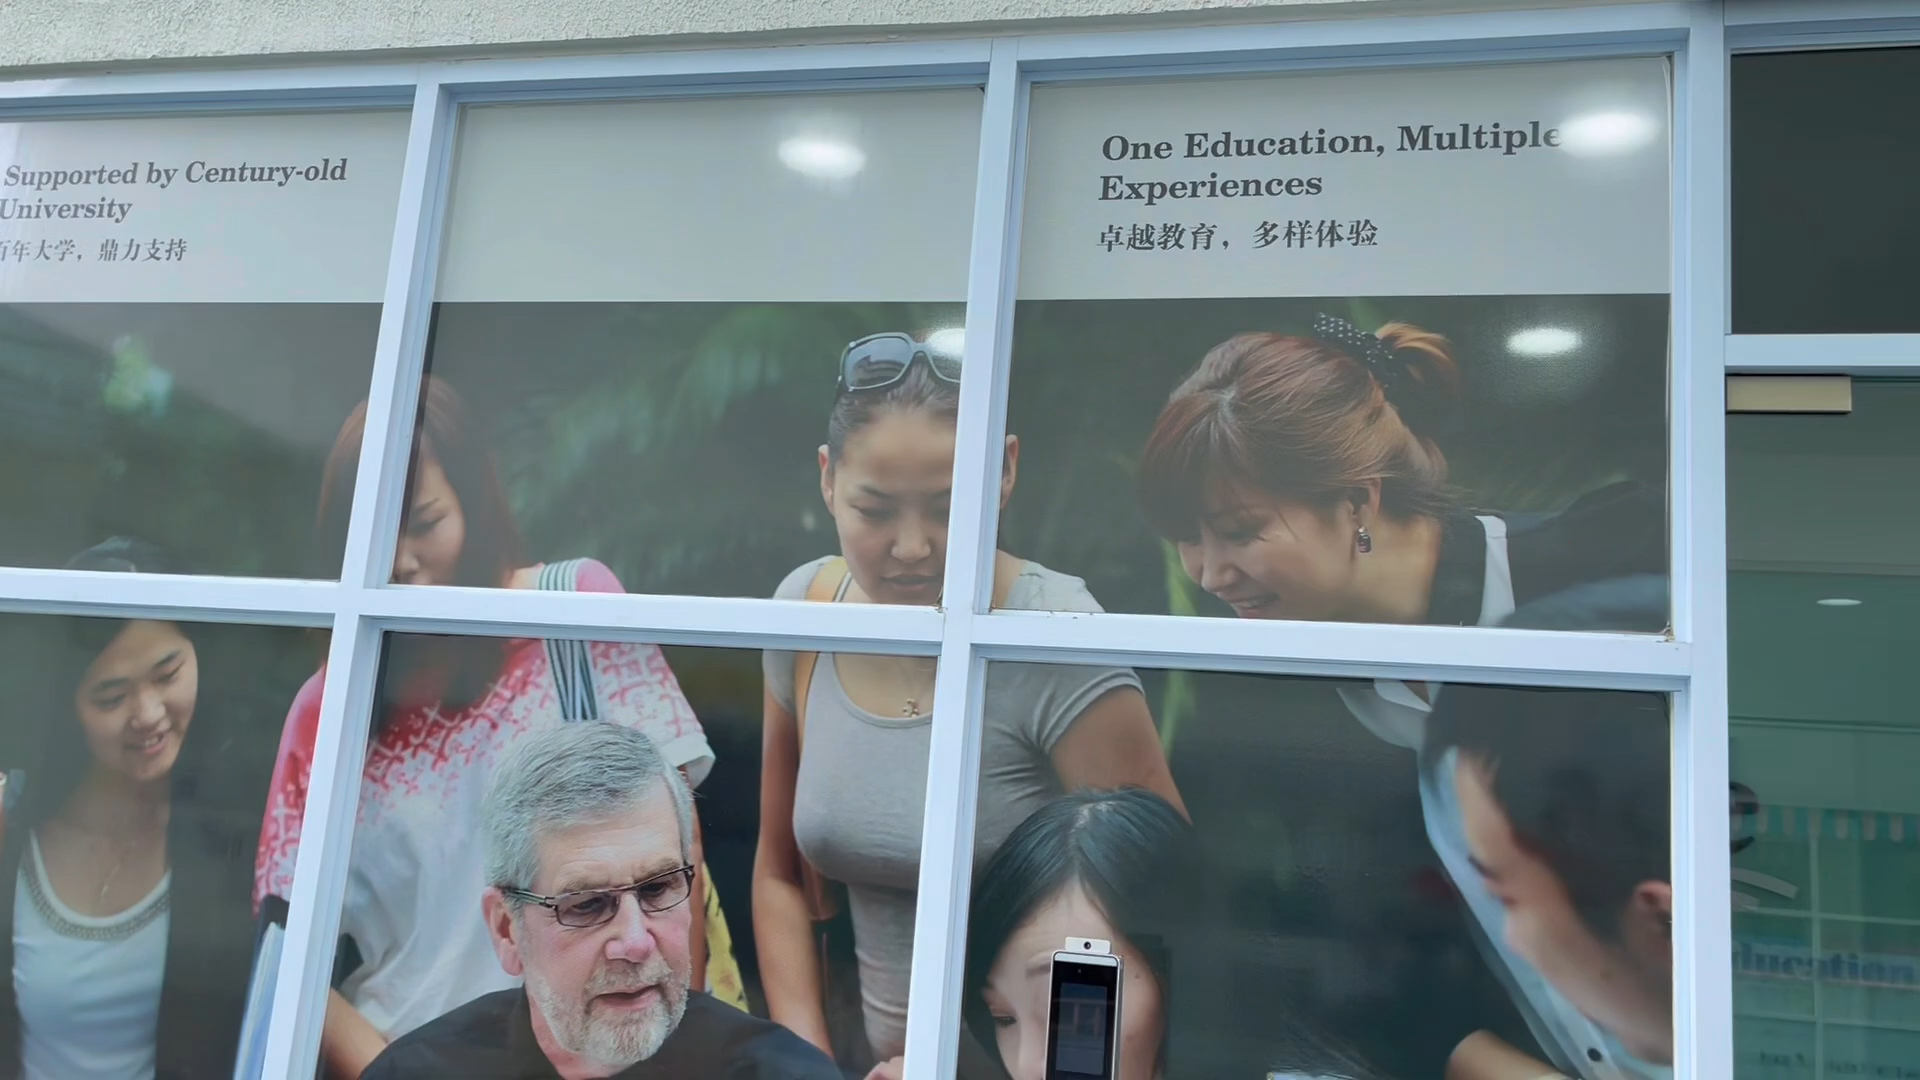 Supported by Century-old
University
百年大学，鼎力支持
One Education, Multiple
Experiences
卓越教育，多样体验